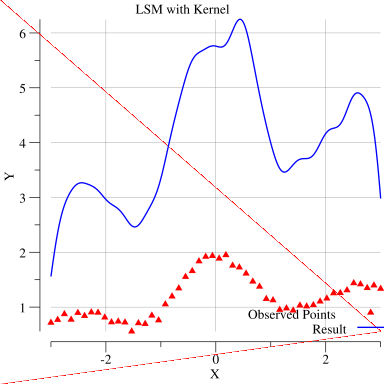 LSM with Kernel
6
5
4
3
2
1
Y
Observed Points
Result
-2 0 2
X